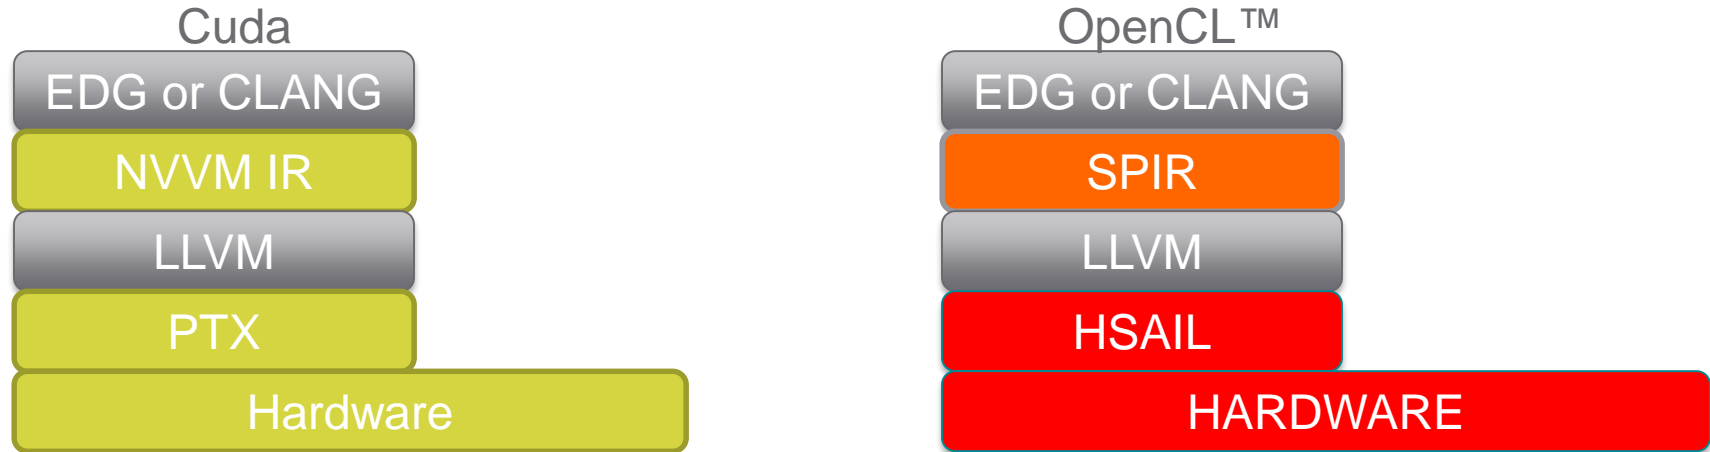 Cuda
EDG or CLANG
NVVM IR
LLVM
PTX
Hardware
OpenCL™
EDG or CLANG
SPIR
LLVM
HSAIL
HARDWARE